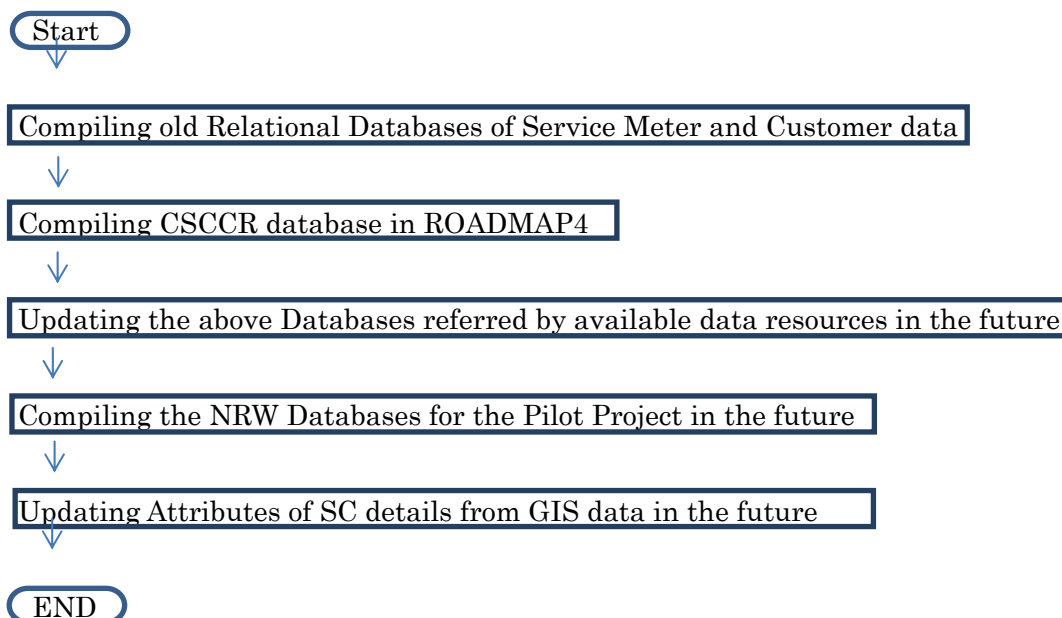 Start
Compiling old Relational Databases of Service Meter and Customer data
Compiling CSCCR database in ROADMAP4
Updating the above Databases referred by available data resources in the future
Compiling the NRW Databases for the Pilot Project in the future
Updating Attributes of SC details from GIS data in the future
END